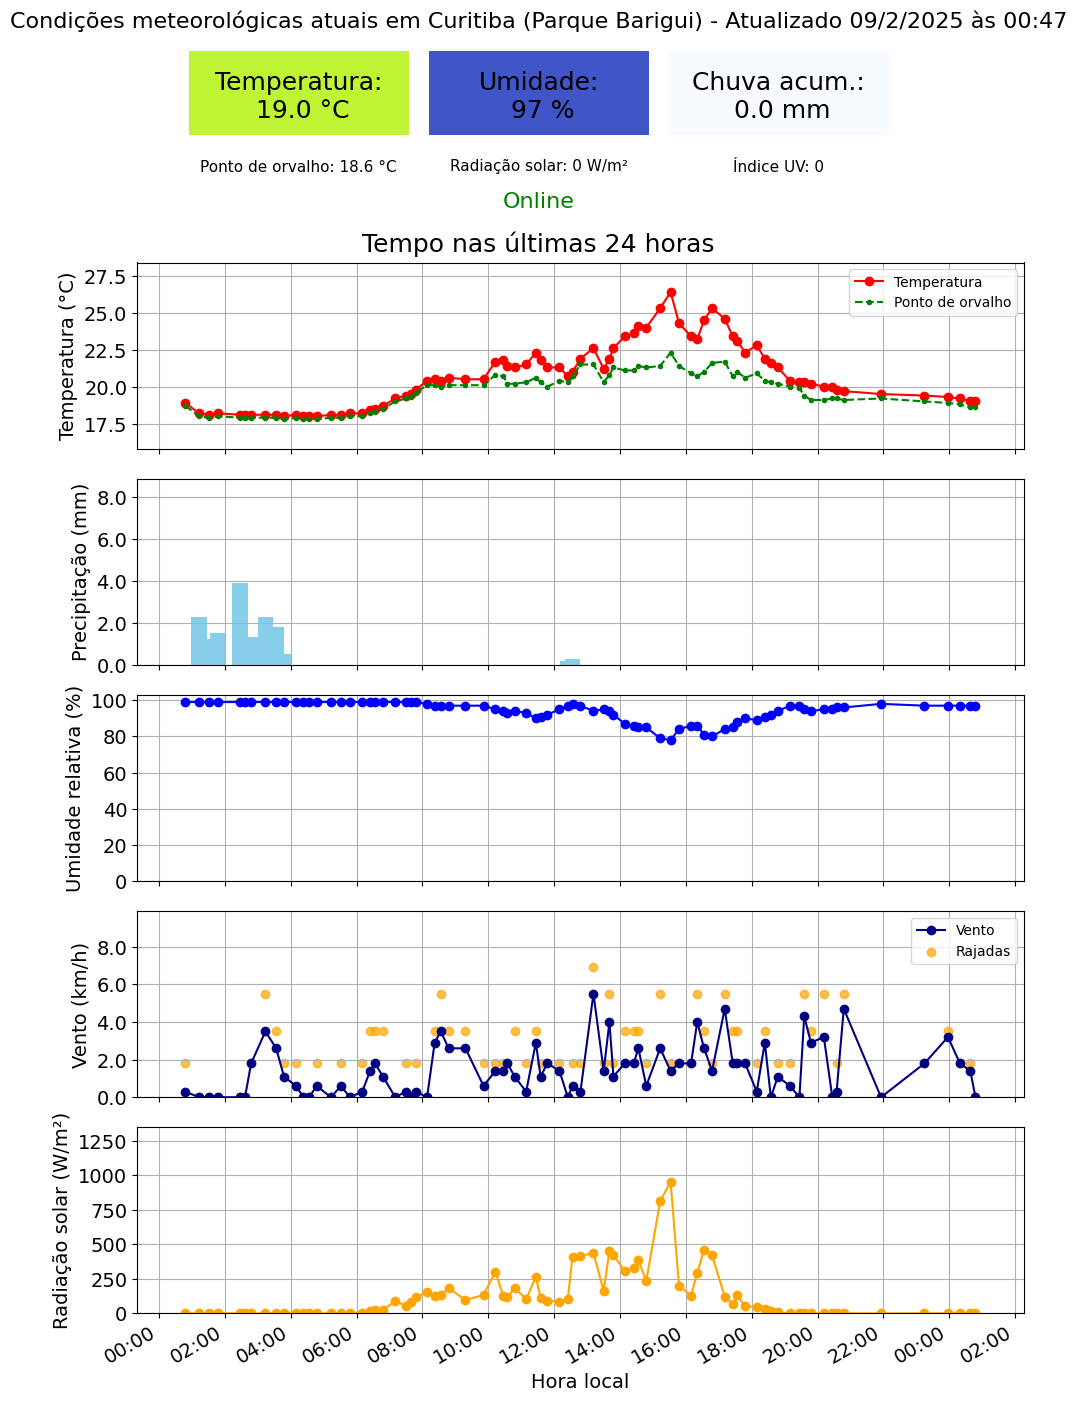 Condições meteorológicas atuais em Curitiba (Parque Barigui) - Atualizado 09/2/2025 às 00:47
Temperatura:
19.0 °C
Umidade:
97 %
Chuva acum.:
0.0 mm
Ponto de orvalho: 18.6 °C
Radiação solar: 0 W/m²
Índice UV: 0
Online
Tempo nas últimas 24 horas
Temperatura (°C)
27.5
25.0
22.5
20.0
17.5
Temperatura
Ponto de orvalho
Precipitação (mm)
8.0
6.0
4.0
2.0
0.0
Umidade relativa (%)
100
80
60
40
20
0
Vento (km/h)
8.0
6.0
4.0
2.0
0.0
Vento
Rajadas
Radiação solar (W/m²)
1250
1000
750
500
250
0
00:00 02:00 04:00 06:00 08:00 10:00 12:00 14:00 16:00 18:00 20:00 22:00 00:00 02:00
Hora local